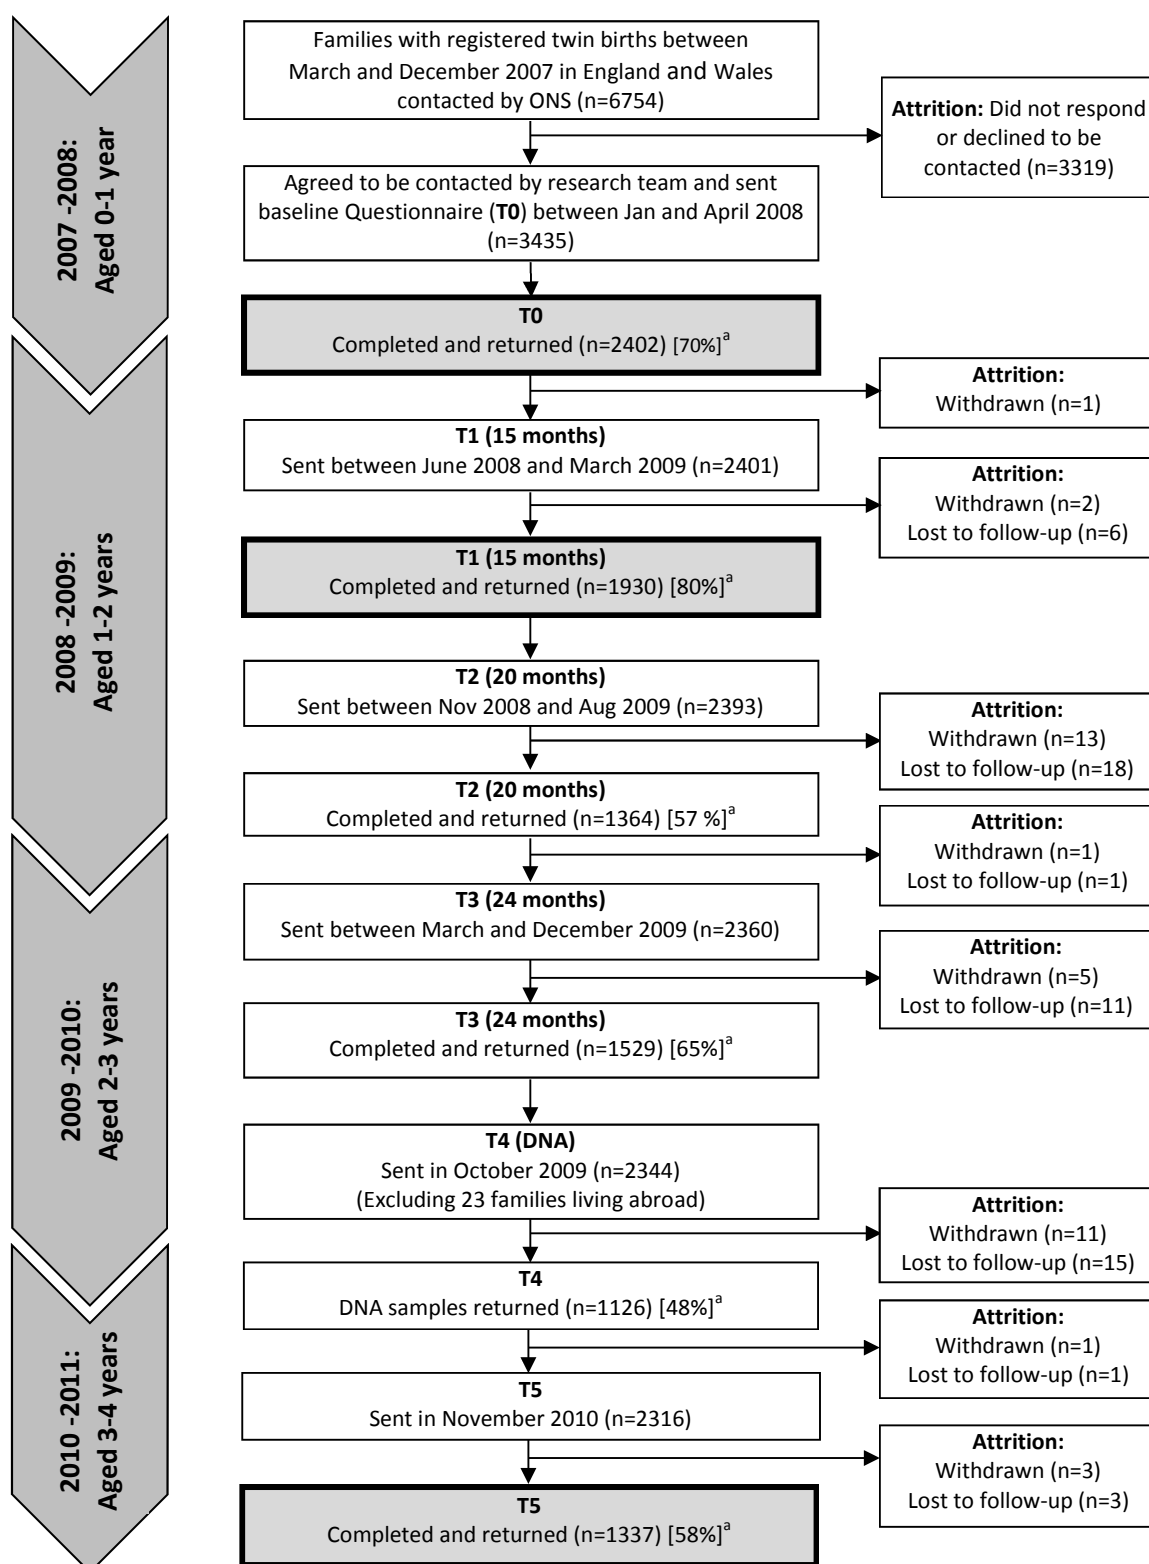 Families with registered twin births between
March and December 2007 in England and Wales
contacted by ONS (n=6754)
Attrition: Did not respond
or declined to be
contacted (n=3319)
2007 -2008:
Aged 0-1 year
Agreed to be contacted by research team and sent
baseline Questionnaire (T0) between Jan and April 2008
(n=3435)
T0
Completed and returned (n=2402) [70%]a
Attrition:
Withdrawn (n=1)
2008 -2009:
Aged 1-2 years
T1 (15 months)
Sent between June 2008 and March 2009 (n=2401)
Attrition:
Withdrawn (n=2)
Lost to follow-up (n=6)
T1 (15 months)
Completed and returned (n=1930) [80%]a
T2 (20 months)
Sent between Nov 2008 and Aug 2009 (n=2393)
Attrition:
Withdrawn (n=13)
Lost to follow-up (n=18)
T2 (20 months)
Completed and returned (n=1364) [57 %]a
Attrition:
Withdrawn (n=1)
Lost to follow-up (n=1)
2009 -2010:
Aged 2-3 years
T3 (24 months)
Sent between March and December 2009 (n=2360)
Attrition:
Withdrawn (n=5)
Lost to follow-up (n=11)
T3 (24 months)
Completed and returned (n=1529) [65%]a
T4 (DNA)
Sent in October 2009 (n=2344)
(Excluding 23 families living abroad)
Attrition:
Withdrawn (n=11)
Lost to follow-up (n=15)
T4
DNA samples returned (n=1126) [48%]a
Attrition:
Withdrawn (n=1)
Lost to follow-up (n=1)
2010 -2011:
Aged 3-4 years
T5
Sent in November 2010 (n=2316)
Attrition:
Withdrawn (n=3)
Lost to follow-up (n=3)
T5
Completed and returned (n=1337) [58%]a